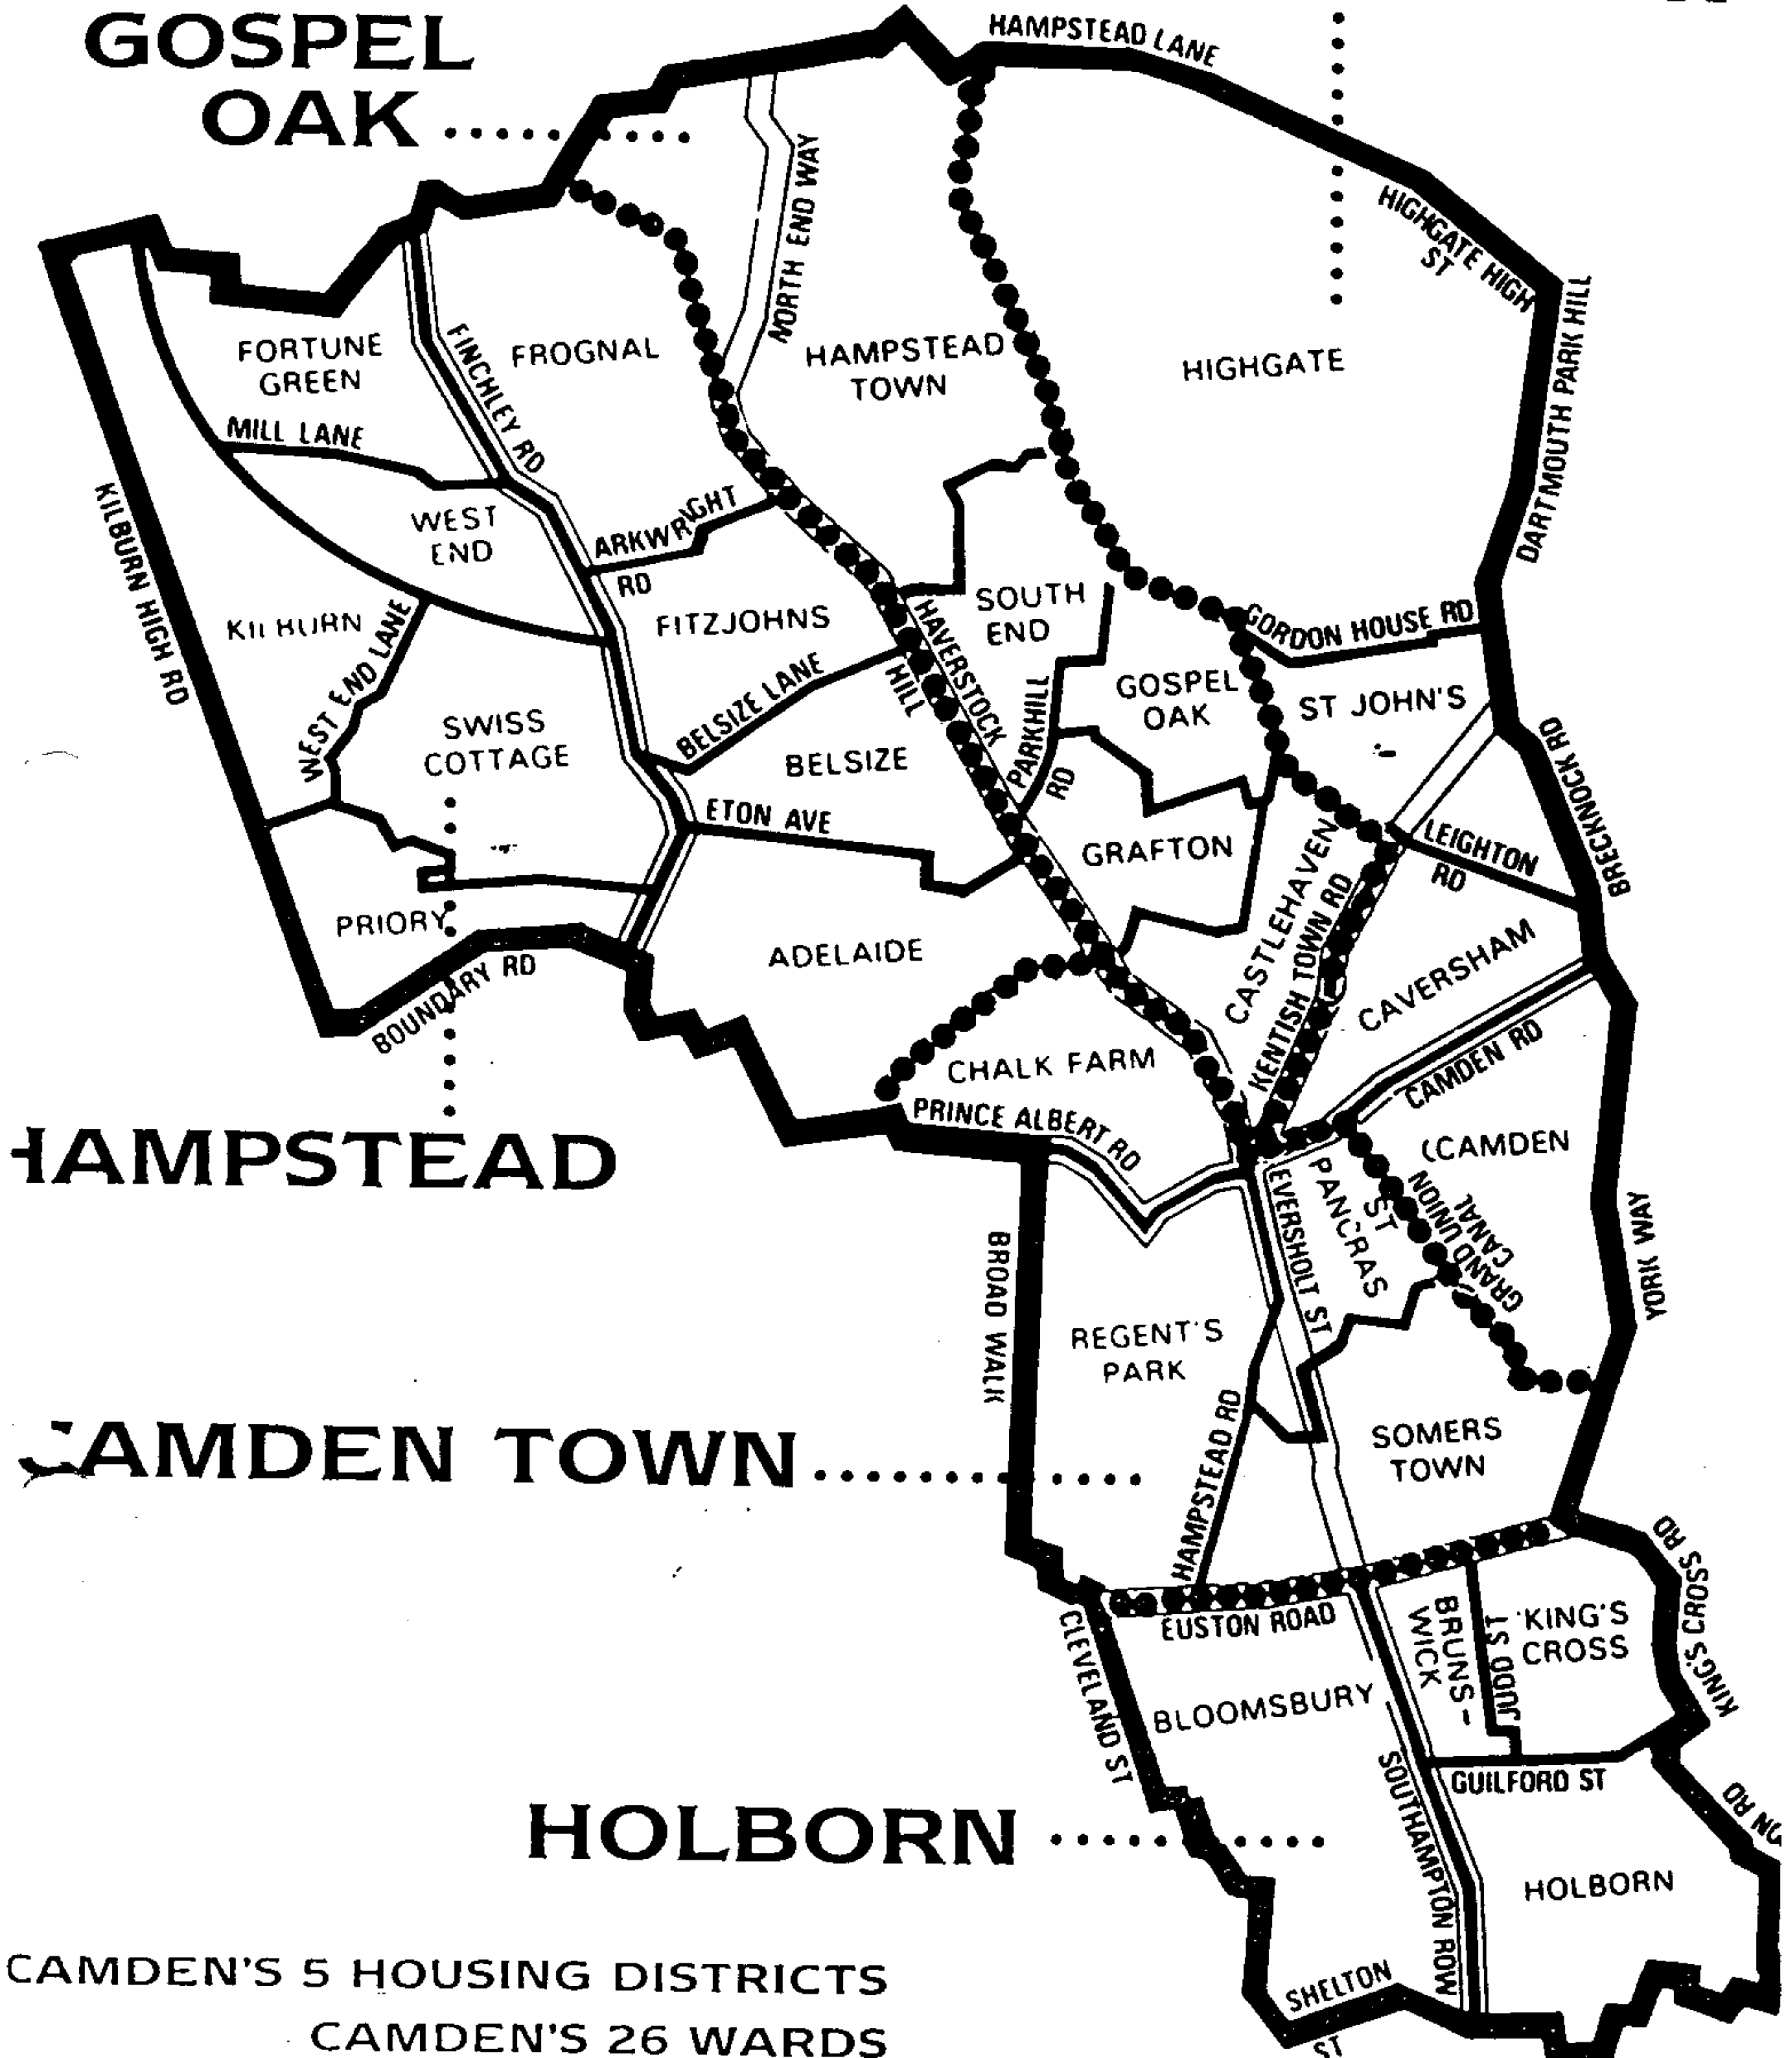 GOSPEL
OAK
HAMPSTEAD LANE
NORTH END WAY
HIGHGATE HIGH
ST
DARTMOUTH PARK HILL
FORTUNE
GREEN
FINCHLEY RD
FROGNAL
HAMPSTEAD
TOWN
HIGHGATE
MILL LANE
KILBURN HIGH RD
WEST
END
ARKWRIGHT
RD
FITZJOHNS
SOUTH
END
GORDON HOUSE RD
KILBURN
WEST END LANE
HAVERSTOCK
HILL
BELSIZE LANE
PARKHILL
RD
GOSPEL
OAK
ST JOHN'S
SWISS
COTTAGE
BELSIZE
BRECKNOCK RD
ETON AVE
GRAFTON
CASTLEHAVEN
LEIGHTON
RD
PRIORY
BOUNDARY RD
ADELAIDE
KENTISH TOWN RD
CAVERSHAM
CHALK FARM
CAMDEN RD
PRINCE ALBERT RD
HAMPSTEAD
CAMDEN
ST
PANCRAS
GRAND UNION
CANAL
EVERSHOLT ST
YORK WAY
BROAD WALK
REGENT'S
PARK
CAMDEN TOWN
HAMPSTEAD RD
SOMERS
TOWN
EUSTON ROAD
KING'S CROSS RD
CLEVELAND ST
BRUNS-
WICK
JUDD ST
KING'S
CROSS
BLOOMSBURY
GUILFORD ST
SOUTHAMPTON ROW
ON RD
HOLBORN
HOLBORN
SHELTON
ST
CAMDEN'S 5 HOUSING DISTRICTS
CAMDEN'S 26 WARDS